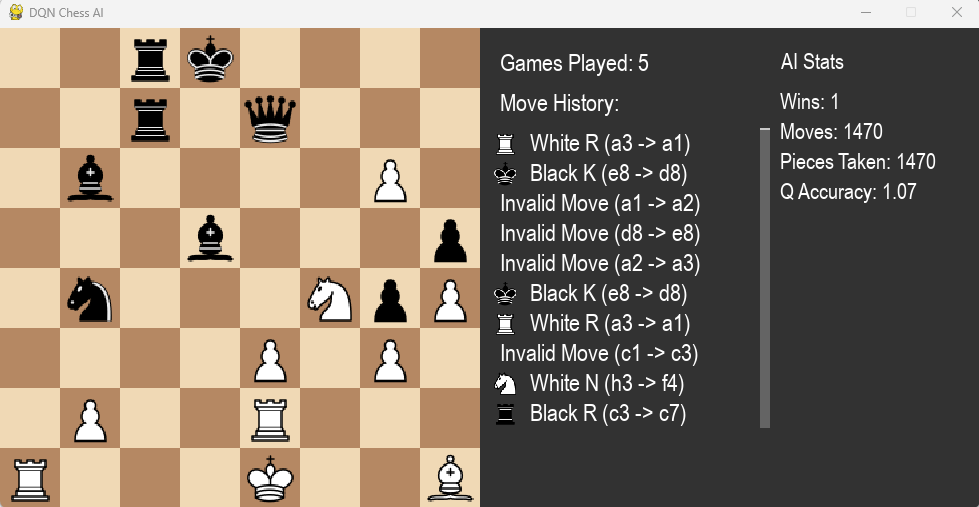 DQN Chess AI
Games Played: 5
Move History:
White R (a3 -> a1)
Black K (e8 -> d8)
Invalid Move (a1 -> a2)
Invalid Move (d8 -> e8)
Invalid Move (a2 -> a3)
Black K (e8 -> d8)
White R (a3 -> a1)
Invalid Move (c1 -> c3)
White N (h3 -> f4)
Black R (c3 -> c7)
AI Stats
Wins: 1
Moves: 1470
Pieces Taken: 1470
Q Accuracy: 1.07